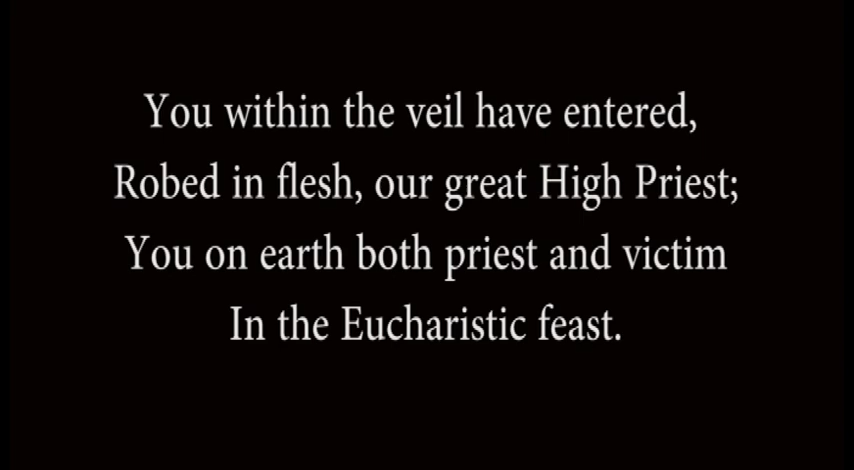 You within the veil have entered,
Robed in flesh, our great High Priest;
You on earth both priest and victim
In the Eucharistic feast.